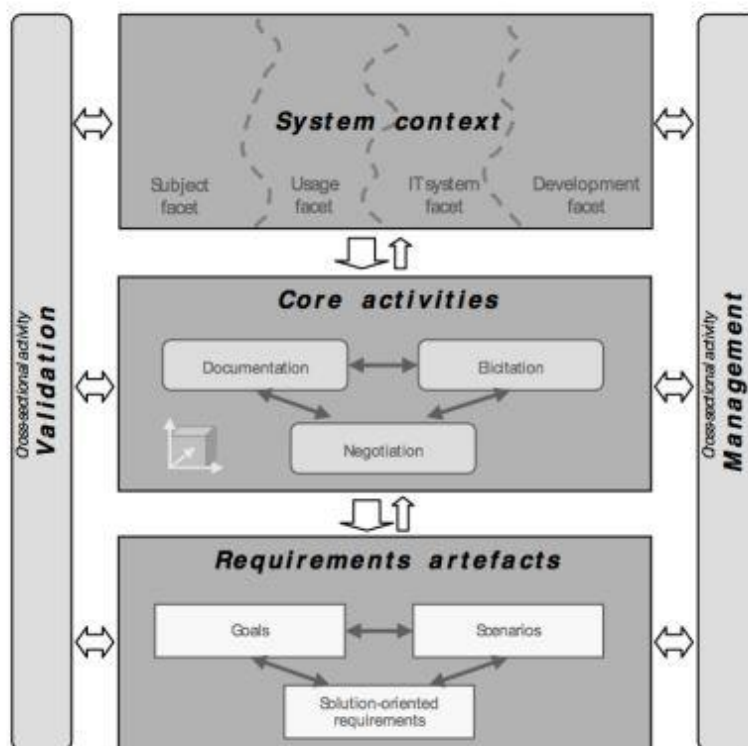 Cross-sectional activity
Validation
System context
Subject
facet
Usage
facet
IT system
facet
Development
facet
Core activities
Documentation
Elicitation
Negotiation
Requirements artefacts
Goals
Scenarios
Solution-oriented
requirements
Cross-sectional activity
Management